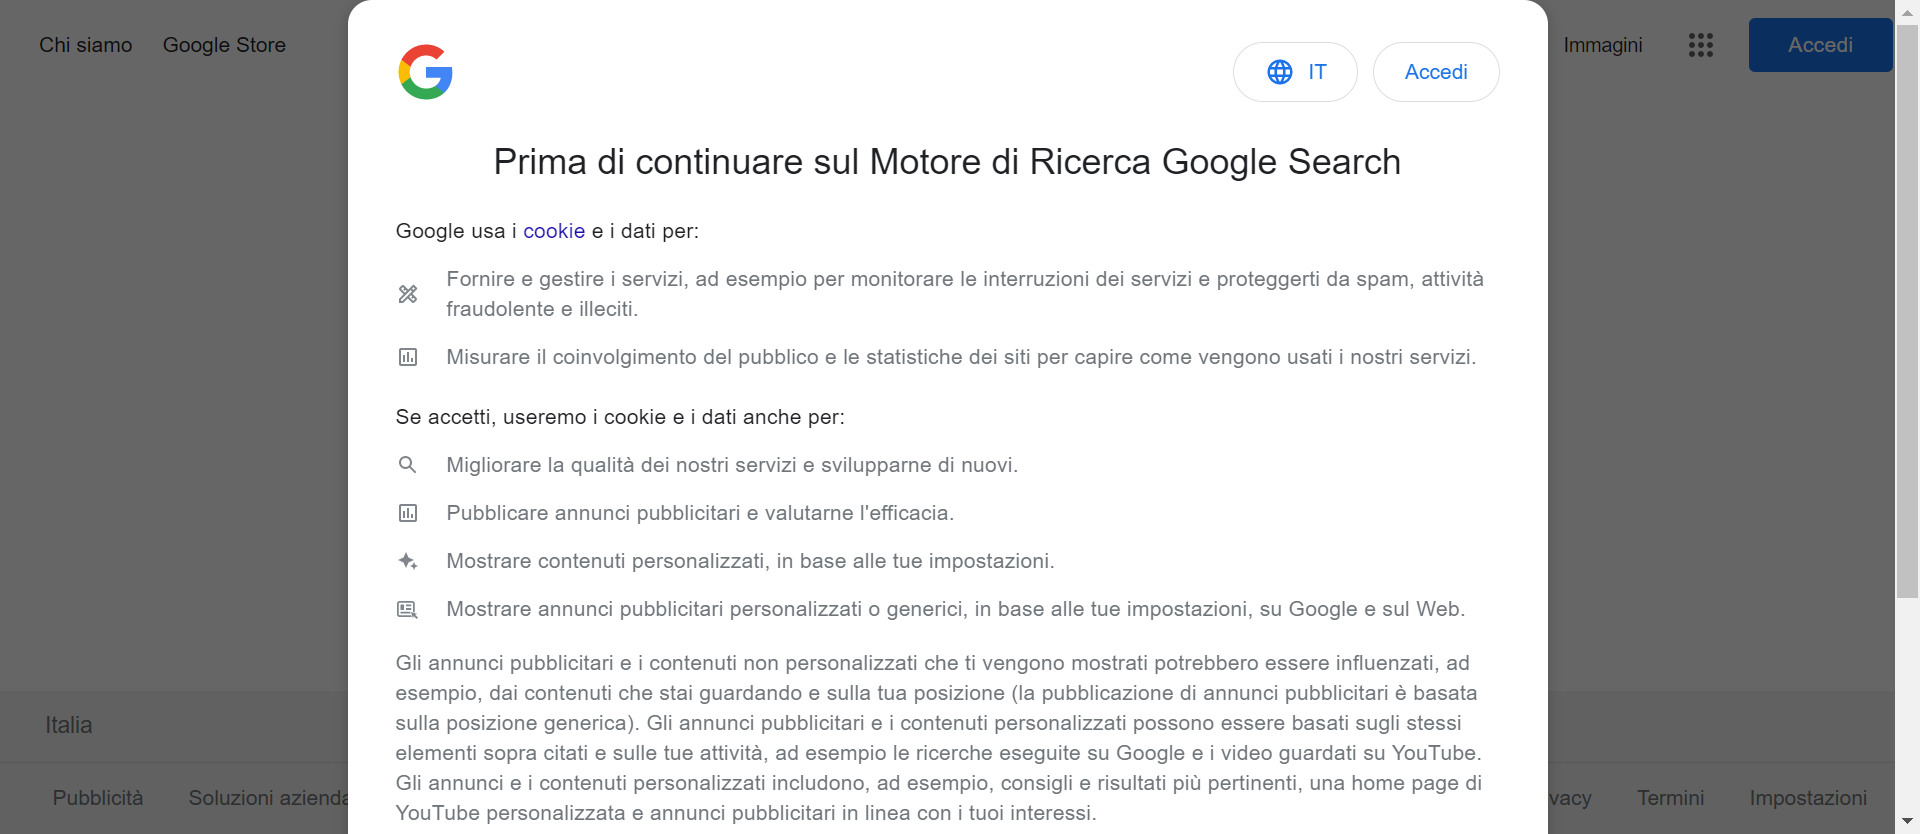 Chi siamo Google Store
Immagini Accedi
IT Accedi
Prima di continuare sul Motore di Ricerca Google Search
Google usa i cookie e i dati per:
Fornire e gestire i servizi, ad esempio per monitorare le interruzioni dei servizi e proteggerti da spam, attività
fraudolente e illeciti.
Misurare il coinvolgimento del pubblico e le statistiche dei siti per capire come vengono usati i nostri servizi.
Se accetti, useremo i cookie e i dati anche per:
Migliorare la qualità dei nostri servizi e svilupparne di nuovi.
Pubblicare annunci pubblicitari e valutarne l'efficacia.
Mostrare contenuti personalizzati, in base alle tue impostazioni.
Mostrare annunci pubblicitari personalizzati o generici, in base alle tue impostazioni, su Google e sul Web.
Gli annunci pubblicitari e i contenuti non personalizzati che ti vengono mostrati potrebbero essere influenzati, ad
esempio, dai contenuti che stai guardando e sulla tua posizione (la pubblicazione di annunci pubblicitari è basata
sulla posizione generica). Gli annunci pubblicitari e i contenuti personalizzati possono essere basati sugli stessi
elementi sopra citati e sulle tue attività, ad esempio le ricerche eseguite su Google e i video guardati su YouTube.
Gli annunci e i contenuti personalizzati includono, ad esempio, consigli e risultati più pertinenti, una home page di
YouTube personalizzata e annunci pubblicitari in linea con i tuoi interessi.
Italia
Pubblicità Soluzioni azienda
vacy Termini Impostazioni